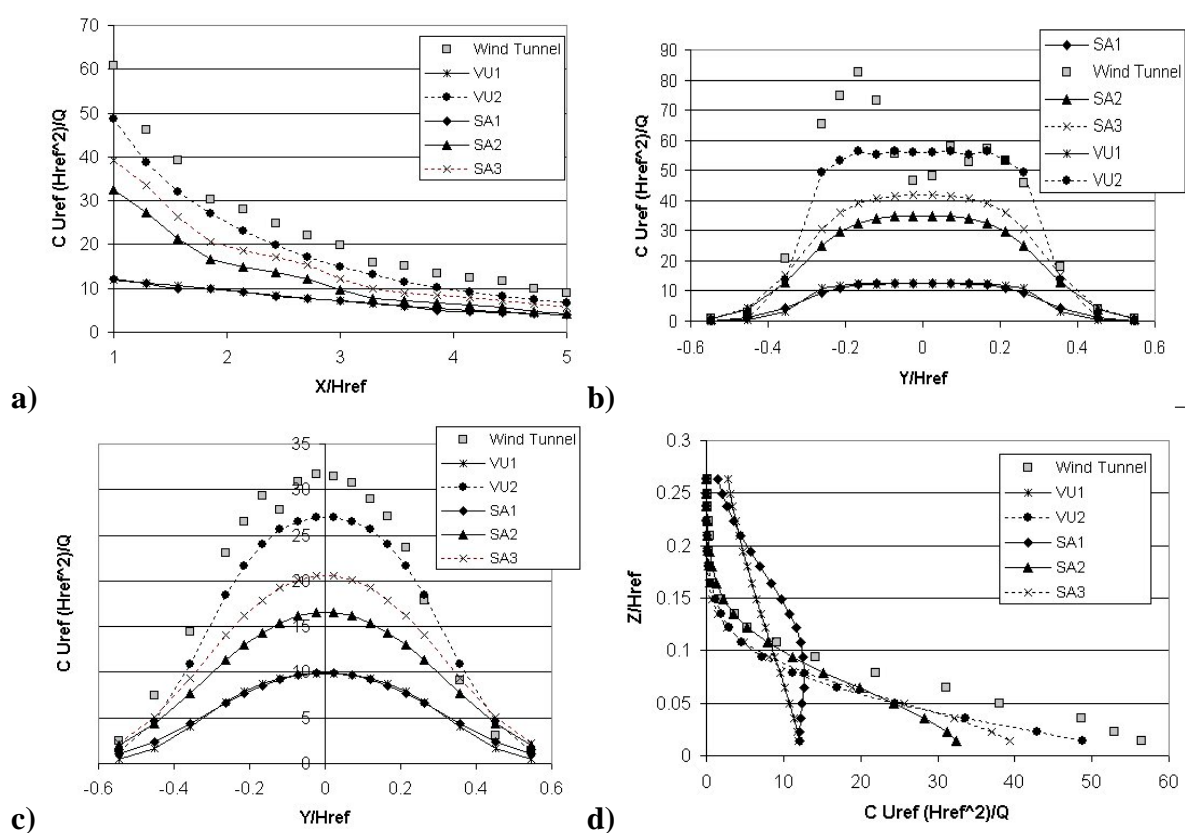 70
60
50
40
30
20
10
0
C Uref (Href^2)/Q
1
2
3
4
5
X/Href
Wind Tunnel
VU1
VU2
SA1
SA2
SA3
a)
90
80
70
60
50
40
30
20
10
0
C Uref (Href^2)/Q
-0.6
-0.4
-0.2
0
0.2
0.4
0.6
Y/Href
SA1
Wind Tunnel
SA2
SA3
VU1
VU2
b)
35
30
25
20
15
10
5
0
C Uref (Href^2)/Q
-0.6
-0.4
-0.2
0
0.2
0.4
0.6
Y/Href
Wind Tunnel
VU1
VU2
SA1
SA2
SA3
c)
0.3
0.25
0.2
0.15
0.1
0.05
0
Z/Href
0
10
20
30
40
50
60
C Uref (Href^2)/Q
Wind Tunnel
VU1
VU2
SA1
SA2
SA3
d)